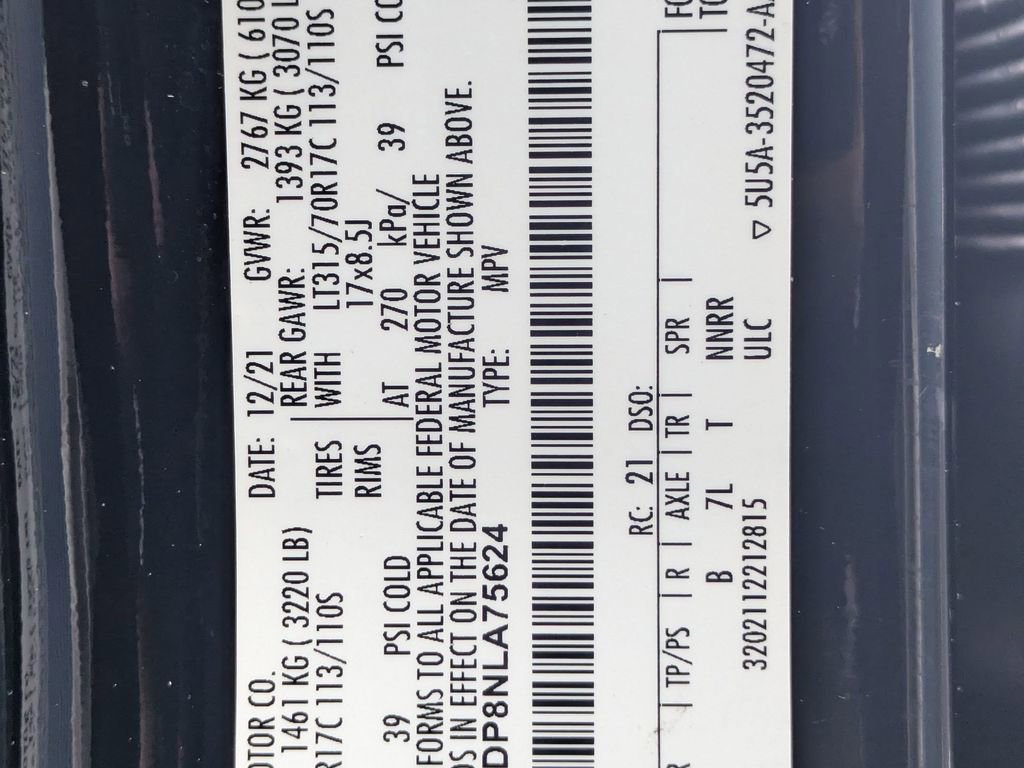 OTOR CO. DATE: 12/21 GVWR: 2767 KG ( 610
1461 KG ( 3220 LB) REAR GAWR: 1393 KG ( 3070 L
R17C 113/110S TIRES WITH LT315/70R17C 113/110S
RIMS 17x8.5J
39 PSI COLD AT 270 kPa/ 39 PSI CO
FORMS TO ALL APPLICABLE FEDERAL MOTOR VEHICLE
DS IN EFFECT ON THE DATE OF MANUFACTURE SHOWN ABOVE.
DP8NLA75624 TYPE: MPV
RC: 21 DSO:
R | TP/PS | R | AXLE | TR | SPR | FO
B 7L T NNRR TO
3202112212815 ULC ▽ 5U5A-3520472-A